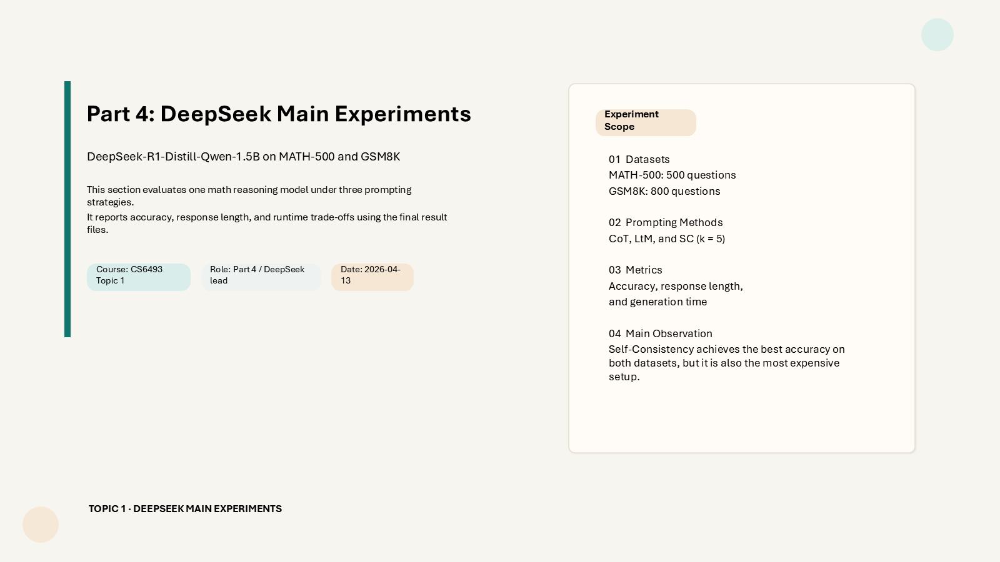 Part 4: DeepSeek Main Experiments
DeepSeek-R1-Distill-Qwen-1.5B on MATH-500 and GSM8K
This section evaluates one math reasoning model under three prompting
strategies.
It reports accuracy, response length, and runtime trade-offs using the final result
files.
Course: CS6493
Topic 1
Role: Part 4 / DeepSeek
lead
Date: 2026-04-
13
Experiment
Scope
01 Datasets
MATH-500: 500 questions
GSM8K: 800 questions
02 Prompting Methods
CoT, LtM, and SC (k = 5)
03 Metrics
Accuracy, response length,
and generation time
04 Main Observation
Self-Consistency achieves the best accuracy on
both datasets, but it is also the most expensive
setup.
TOPIC 1 · DEEPSEEK MAIN EXPERIMENTS